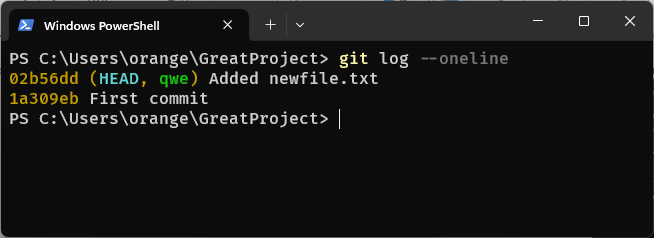 Windows PowerShell
PS C:\Users\orange\GreatProject> git log --oneline
02b56dd (HEAD, qwe) Added newfile.txt
1a309eb First commit
PS C:\Users\orange\GreatProject>